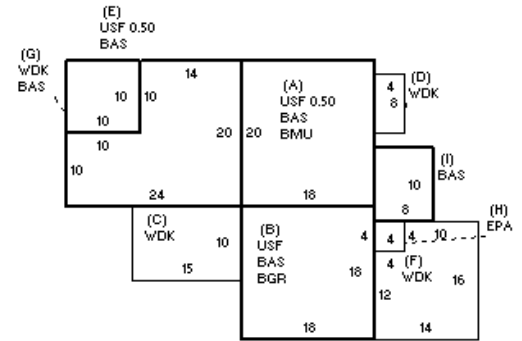 (E)
USF 0.50
BAS
(G)
WDK
BAS
14
10
10
10
10
10
20
24
(A)
USF 0.50
BAS
BMU
20
18
4
8
(D)
WDK
(I)
BAS
10
8
(H)
EPA
(C)
WDK
10
15
(B)
USF
BAS
BGR
4
18
18
4
4
10
4
(F)
WDK
12
16
14